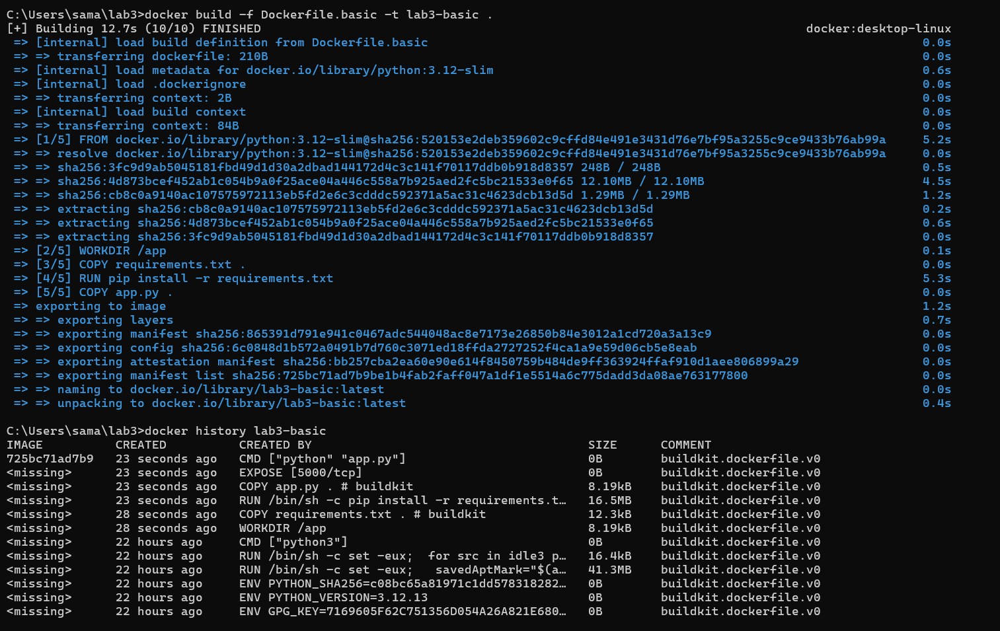 C:\Users\sama\lab3>docker build -f Dockerfile.basic -t lab3-basic .
[+] Building 12.7s (10/10) FINISHED docker:desktop-linux
=> [internal] load build definition from Dockerfile.basic 0.0s
=> => transferring dockerfile: 210B 0.0s
=> [internal] load metadata for docker.io/library/python:3.12-slim 0.6s
=> [internal] load .dockerignore 0.0s
=> => transferring context: 2B 0.0s
=> [internal] load build context 0.0s
=> => transferring context: 84B 0.0s
=> [1/5] FROM docker.io/library/python:3.12-slim@sha256:520153e2deb359602c9cffd84e491e3431d76e7bf95a3255c9ce9433b76ab99a 5.2s
=> => resolve docker.io/library/python:3.12-slim@sha256:520153e2deb359602c9cffd84e491e3431d76e7bf95a3255c9ce9433b76ab99a 0.0s
=> => sha256:3fc9d9ab5045181fbd49d1d30a2dbad144172d4c3c141f70117ddb0b918d8357 248B / 248B 0.5s
=> => sha256:4d873bcef452ab1c054b9a0f25ace04a446c558a7b925aed2fc5bc21533e0f65 12.10MB / 12.10MB 4.5s
=> => sha256:cb8c0a9140ac107575972113eb5fd2e6c3cdddc592371a5ac31c4623dcb13d5d 1.29MB / 1.29MB 1.2s
=> => extracting sha256:cb8c0a9140ac107575972113eb5fd2e6c3cdddc592371a5ac31c4623dcb13d5d 0.2s
=> => extracting sha256:4d873bcef452ab1c054b9a0f25ace04a446c558a7b925aed2fc5bc21533e0f65 0.6s
=> => extracting sha256:3fc9d9ab5045181fbd49d1d30a2dbad144172d4c3c141f70117ddb0b918d8357 0.0s
=> [2/5] WORKDIR /app 0.1s
=> [3/5] COPY requirements.txt . 0.0s
=> [4/5] RUN pip install -r requirements.txt 5.3s
=> [5/5] COPY app.py . 0.0s
=> exporting to image 1.2s
=> => exporting layers 0.7s
=> => exporting manifest sha256:865391d791e941c0467adc544048ac8e7173e26850b84e3012a1cd720a3a13c9 0.0s
=> => exporting config sha256:6c0848d1b572a0491b7d760c3071ed18ffda2727252f4ca1a9e59d06cb5e8eab 0.0s
=> => exporting attestation manifest sha256:bb257cba2ea60e90e614f8450759b484de9ff363924ffaf910d1aee806899a29 0.0s
=> => exporting manifest list sha256:725bc71ad7b9be1b4fab2faff047a1df1e5514a6c775dadd3da08ae763177800 0.0s
=> => naming to docker.io/library/lab3-basic:latest 0.0s
=> => unpacking to docker.io/library/lab3-basic:latest 0.4s
C:\Users\sama\lab3>docker history lab3-basic
IMAGE CREATED CREATED BY SIZE COMMENT
725bc71ad7b9 23 seconds ago CMD ["python" "app.py"] 0B buildkit.dockerfile.v0
<missing> 23 seconds ago EXPOSE [5000/tcp] 0B buildkit.dockerfile.v0
<missing> 23 seconds ago COPY app.py . # buildkit 8.19kB buildkit.dockerfile.v0
<missing> 23 seconds ago RUN /bin/sh -c pip install -r requirements.t… 16.5MB buildkit.dockerfile.v0
<missing> 28 seconds ago COPY requirements.txt . # buildkit 12.3kB buildkit.dockerfile.v0
<missing> 28 seconds ago WORKDIR /app 8.19kB buildkit.dockerfile.v0
<missing> 22 hours ago CMD ["python3"] 0B buildkit.dockerfile.v0
<missing> 22 hours ago RUN /bin/sh -c set -eux; for src in idle3 p… 16.4kB buildkit.dockerfile.v0
<missing> 22 hours ago RUN /bin/sh -c set -eux; savedAptMark="$(a… 41.3MB buildkit.dockerfile.v0
<missing> 22 hours ago ENV PYTHON_SHA256=c08bc65a81971c1dd578318282… 0B buildkit.dockerfile.v0
<missing> 22 hours ago ENV PYTHON_VERSION=3.12.13 0B buildkit.dockerfile.v0
<missing> 22 hours ago ENV GPG_KEY=7169605F62C751356D054A26A821E680… 0B buildkit.dockerfile.v0